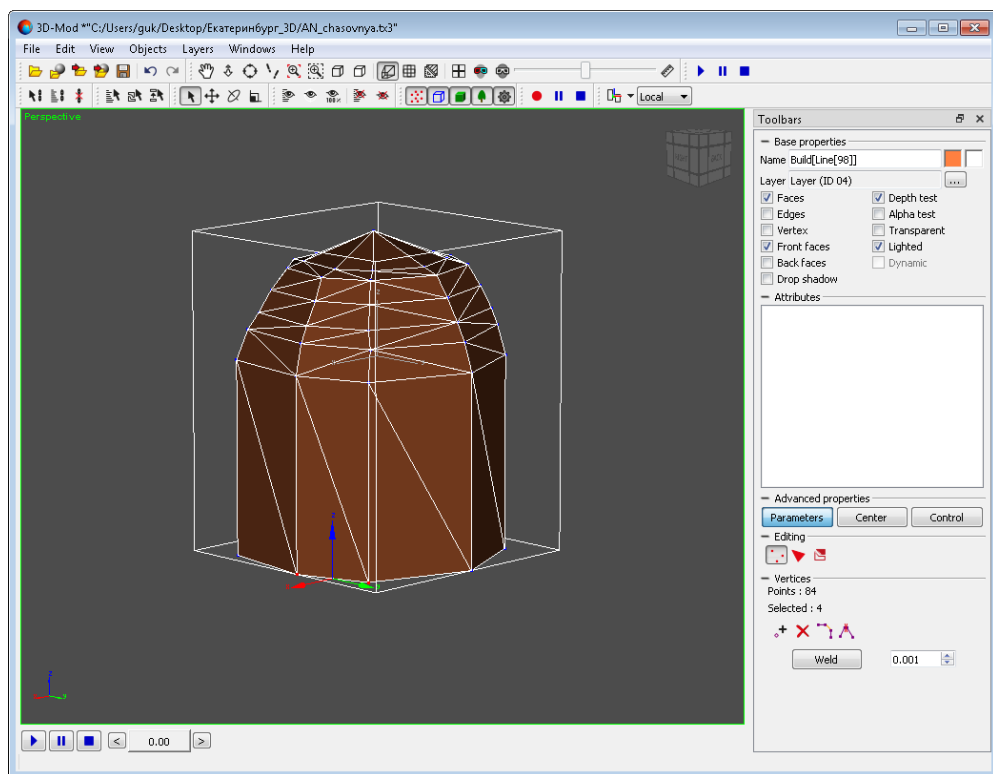 3D-Mod *"C:/Users/guk/Desktop/Екатеринбург_3D/AN_chasovnya.tx3"
File Edit View Objects Layers Windows Help
100%
Local
Perspective
Toolbars
Base properties
Name Build[Line[98]]
Layer Layer (ID 04) ...
Faces Depth test
Edges Alpha test
Vertex Transparent
Front faces Lighted
Back faces Dynamic
Drop shadow
Attributes
Advanced properties
Parameters Center Control
Editing
Vertices
Points : 84
Selected : 4
Weld 0.001
z
z
< 0.00 >